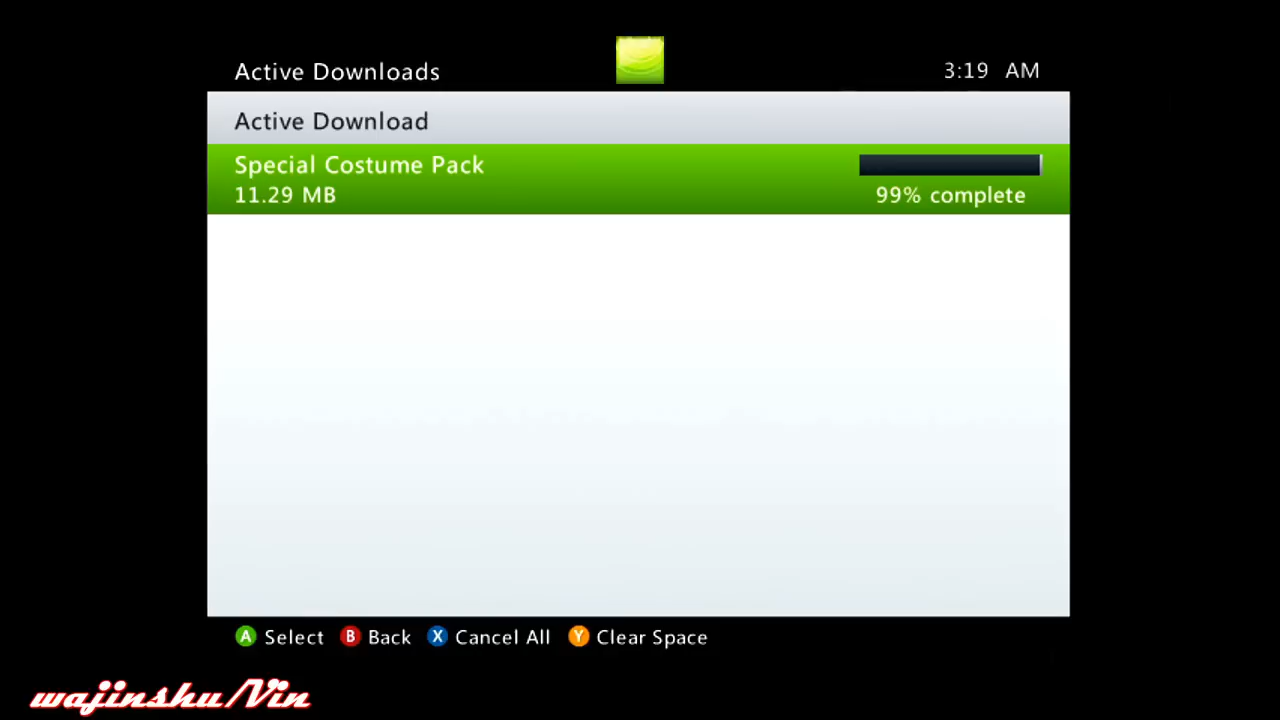 Active Downloads
3:19 AM
Active Download
Special Costume Pack
11.29 MB
99% complete
A Select B Back X Cancel All Y Clear Space
wajinshu/Vin